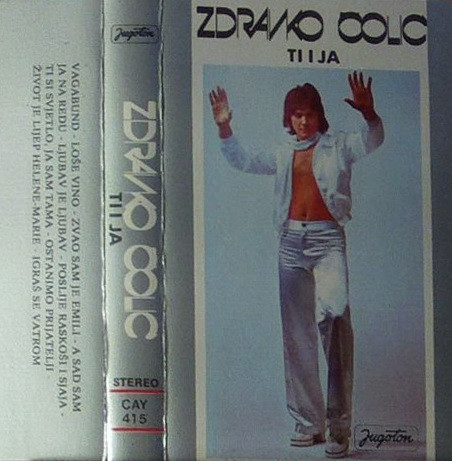 VAGABUND - LOŠE VINO - ZVAO SAM JE EMILI - A SAD SAM
JA NA REDU - LJUBAV JE LJUBAV - POSLIJE RASKOŠI I SJAJA -
TI SI SVJETLO, JA SAM TAMA - OSTANIMO PRIJATELJI -
ŽIVOT JE LIJEP HELENE-MARIE - IGRAŠ SE VATROM
Jugoton
ZDRAVKO ČOLIĆ
TI I JA
STEREO
CAY
415
ZDRAVKO ČOLIĆ
TI I JA
Jugoton